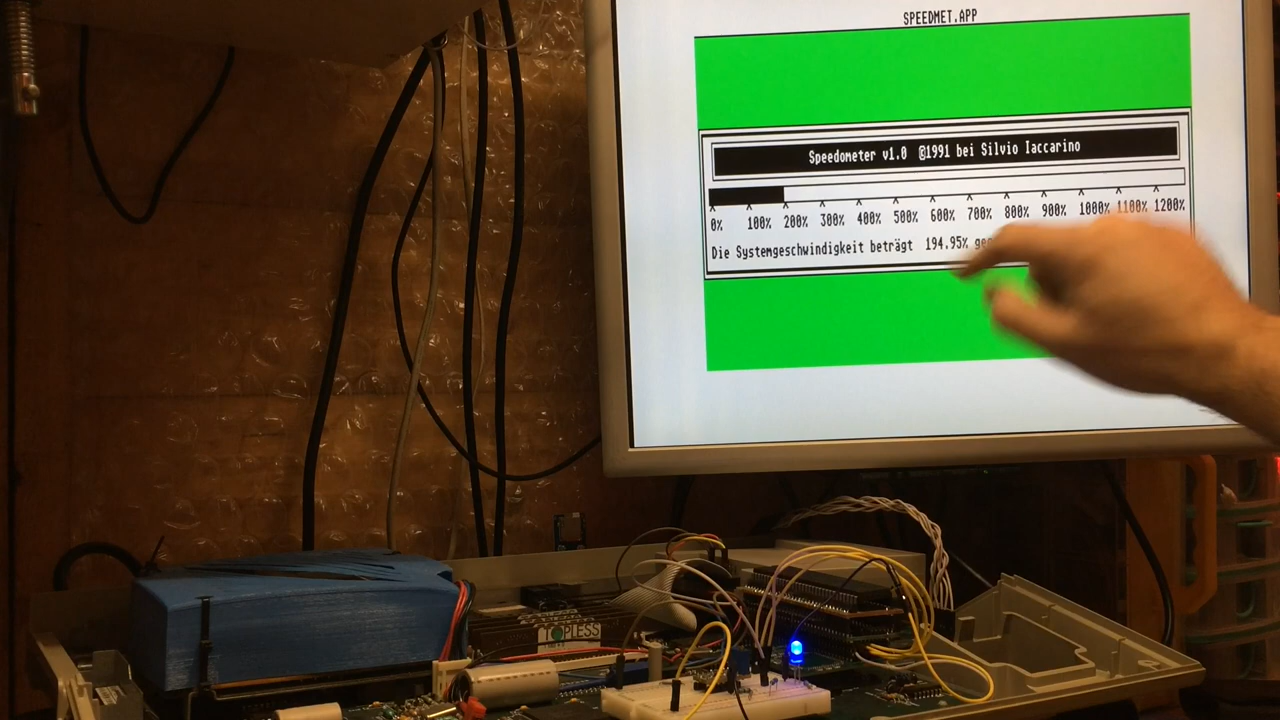 SPEEDMET.APP
Speedometer v1.0 @1991 bei Silvio Iaccarino
0% 100% 200% 300% 400% 500% 600% 700% 800% 900% 1000% 1100% 1200%
Die Systemgeschwindigkeit beträgt 194.95%
TOPLESS